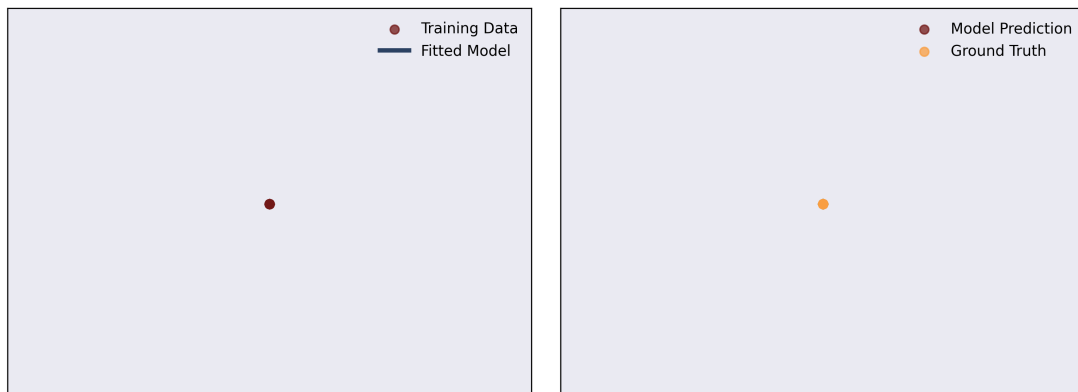 Training Data
Fitted Model
Model Prediction
Ground Truth